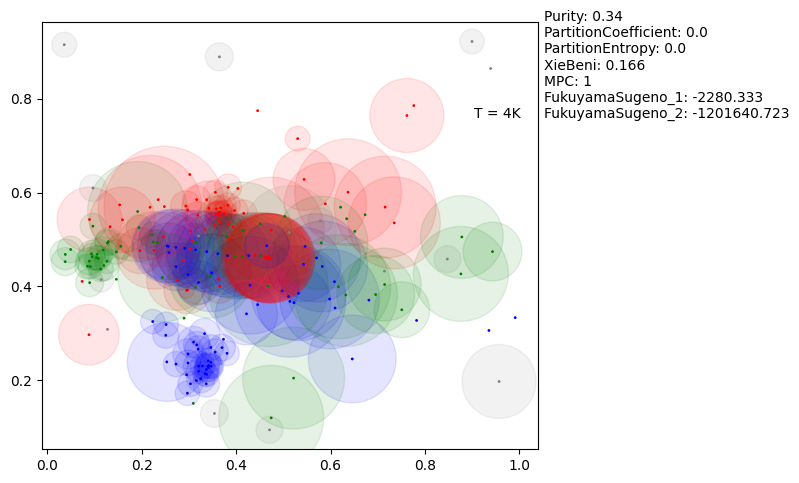 Purity: 0.34
PartitionCoefficient: 0.0
PartitionEntropy: 0.0
XieBeni: 0.166
MPC: 1
FukuyamaSugeno_1: -2280.333
FukuyamaSugeno_2: -1201640.723
T = 4K
0.8
0.6
0.4
0.2
0.0 0.2 0.4 0.6 0.8 1.0